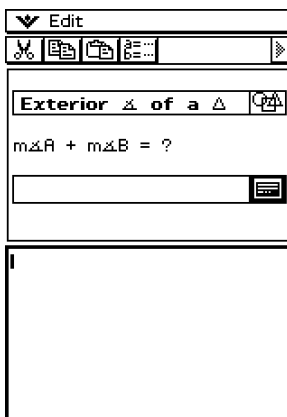 Edit
Exterior ∡ of a △
m∡A + m∡B = ?